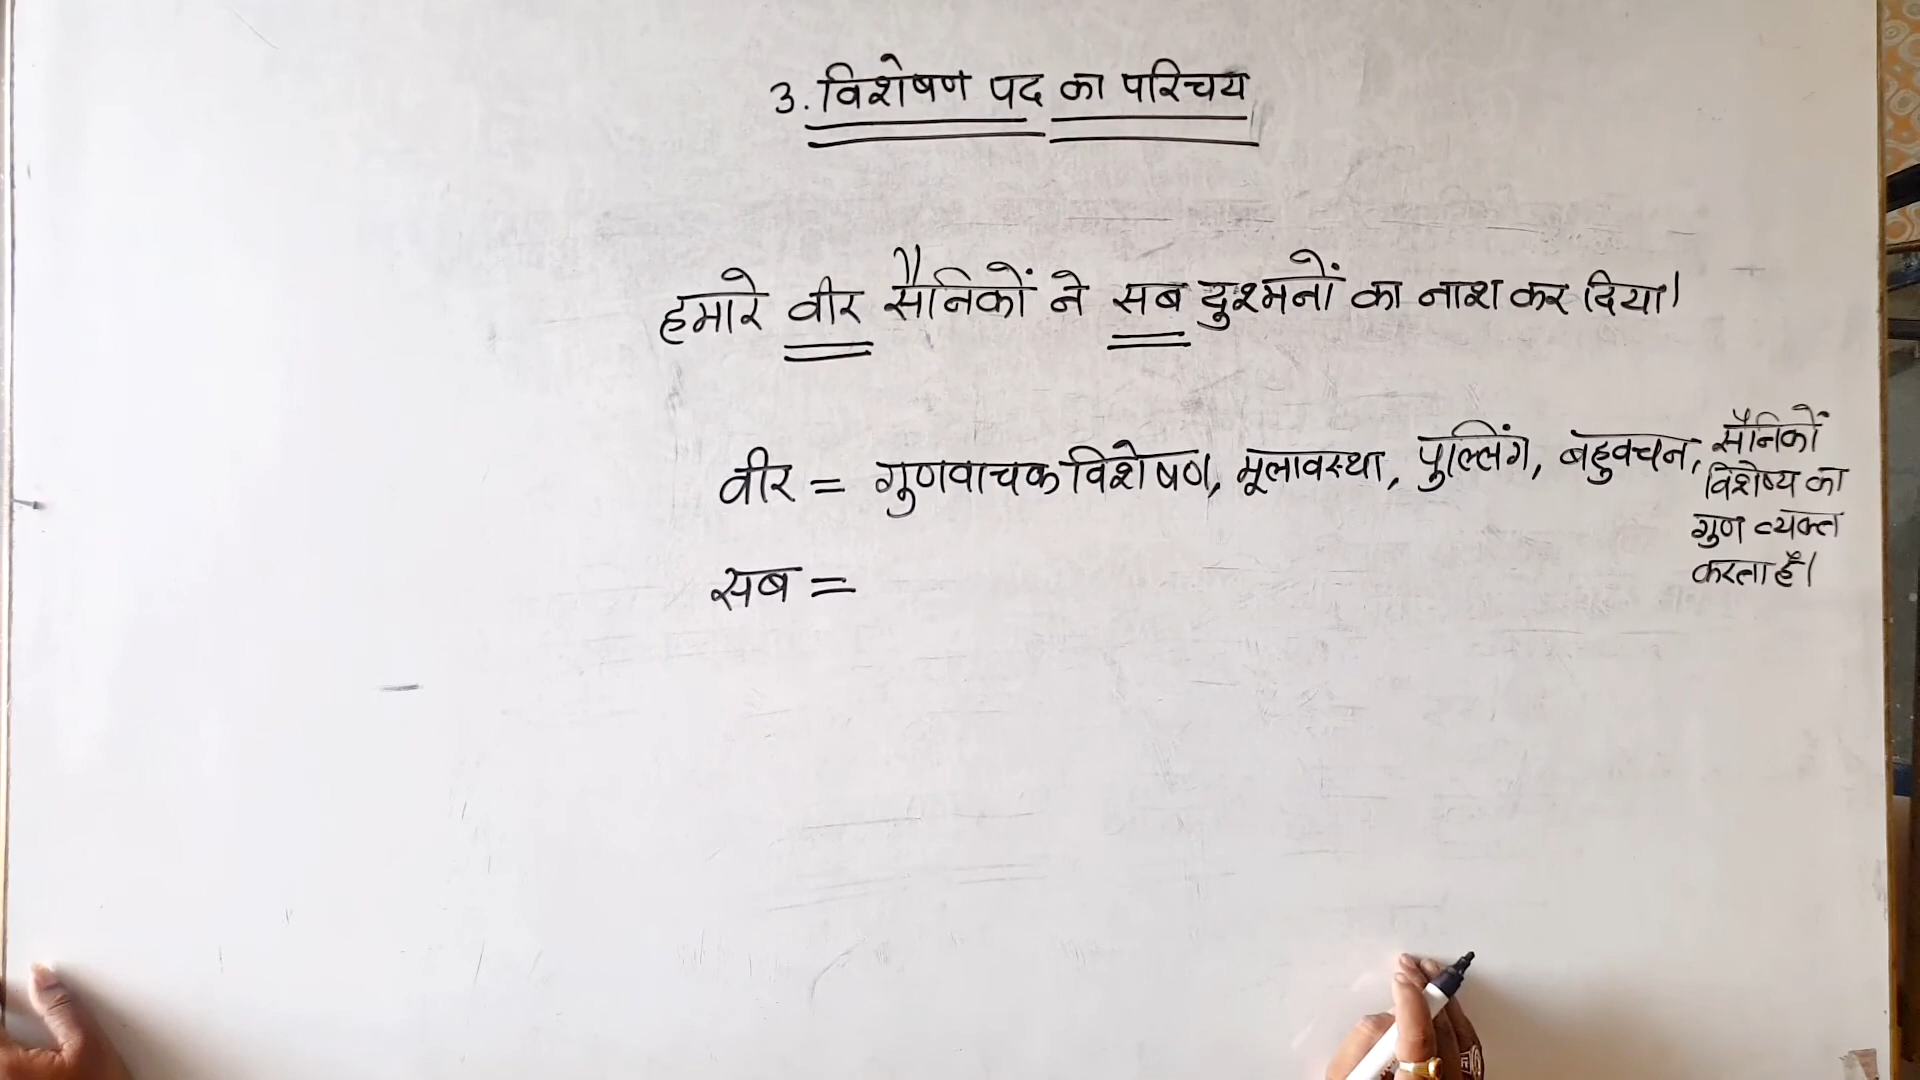 3. विशेषण पद का परिचय
हमारे वीर सैनिकों ने सब दुश्मनों का नाश कर दिया।
वीर = गुणवाचक विशेषण, मूलावस्था, पुल्लिंग, बहुवचन, सैनिकों
विशेष्य का
गुण व्यक्त
करता है।
सब =